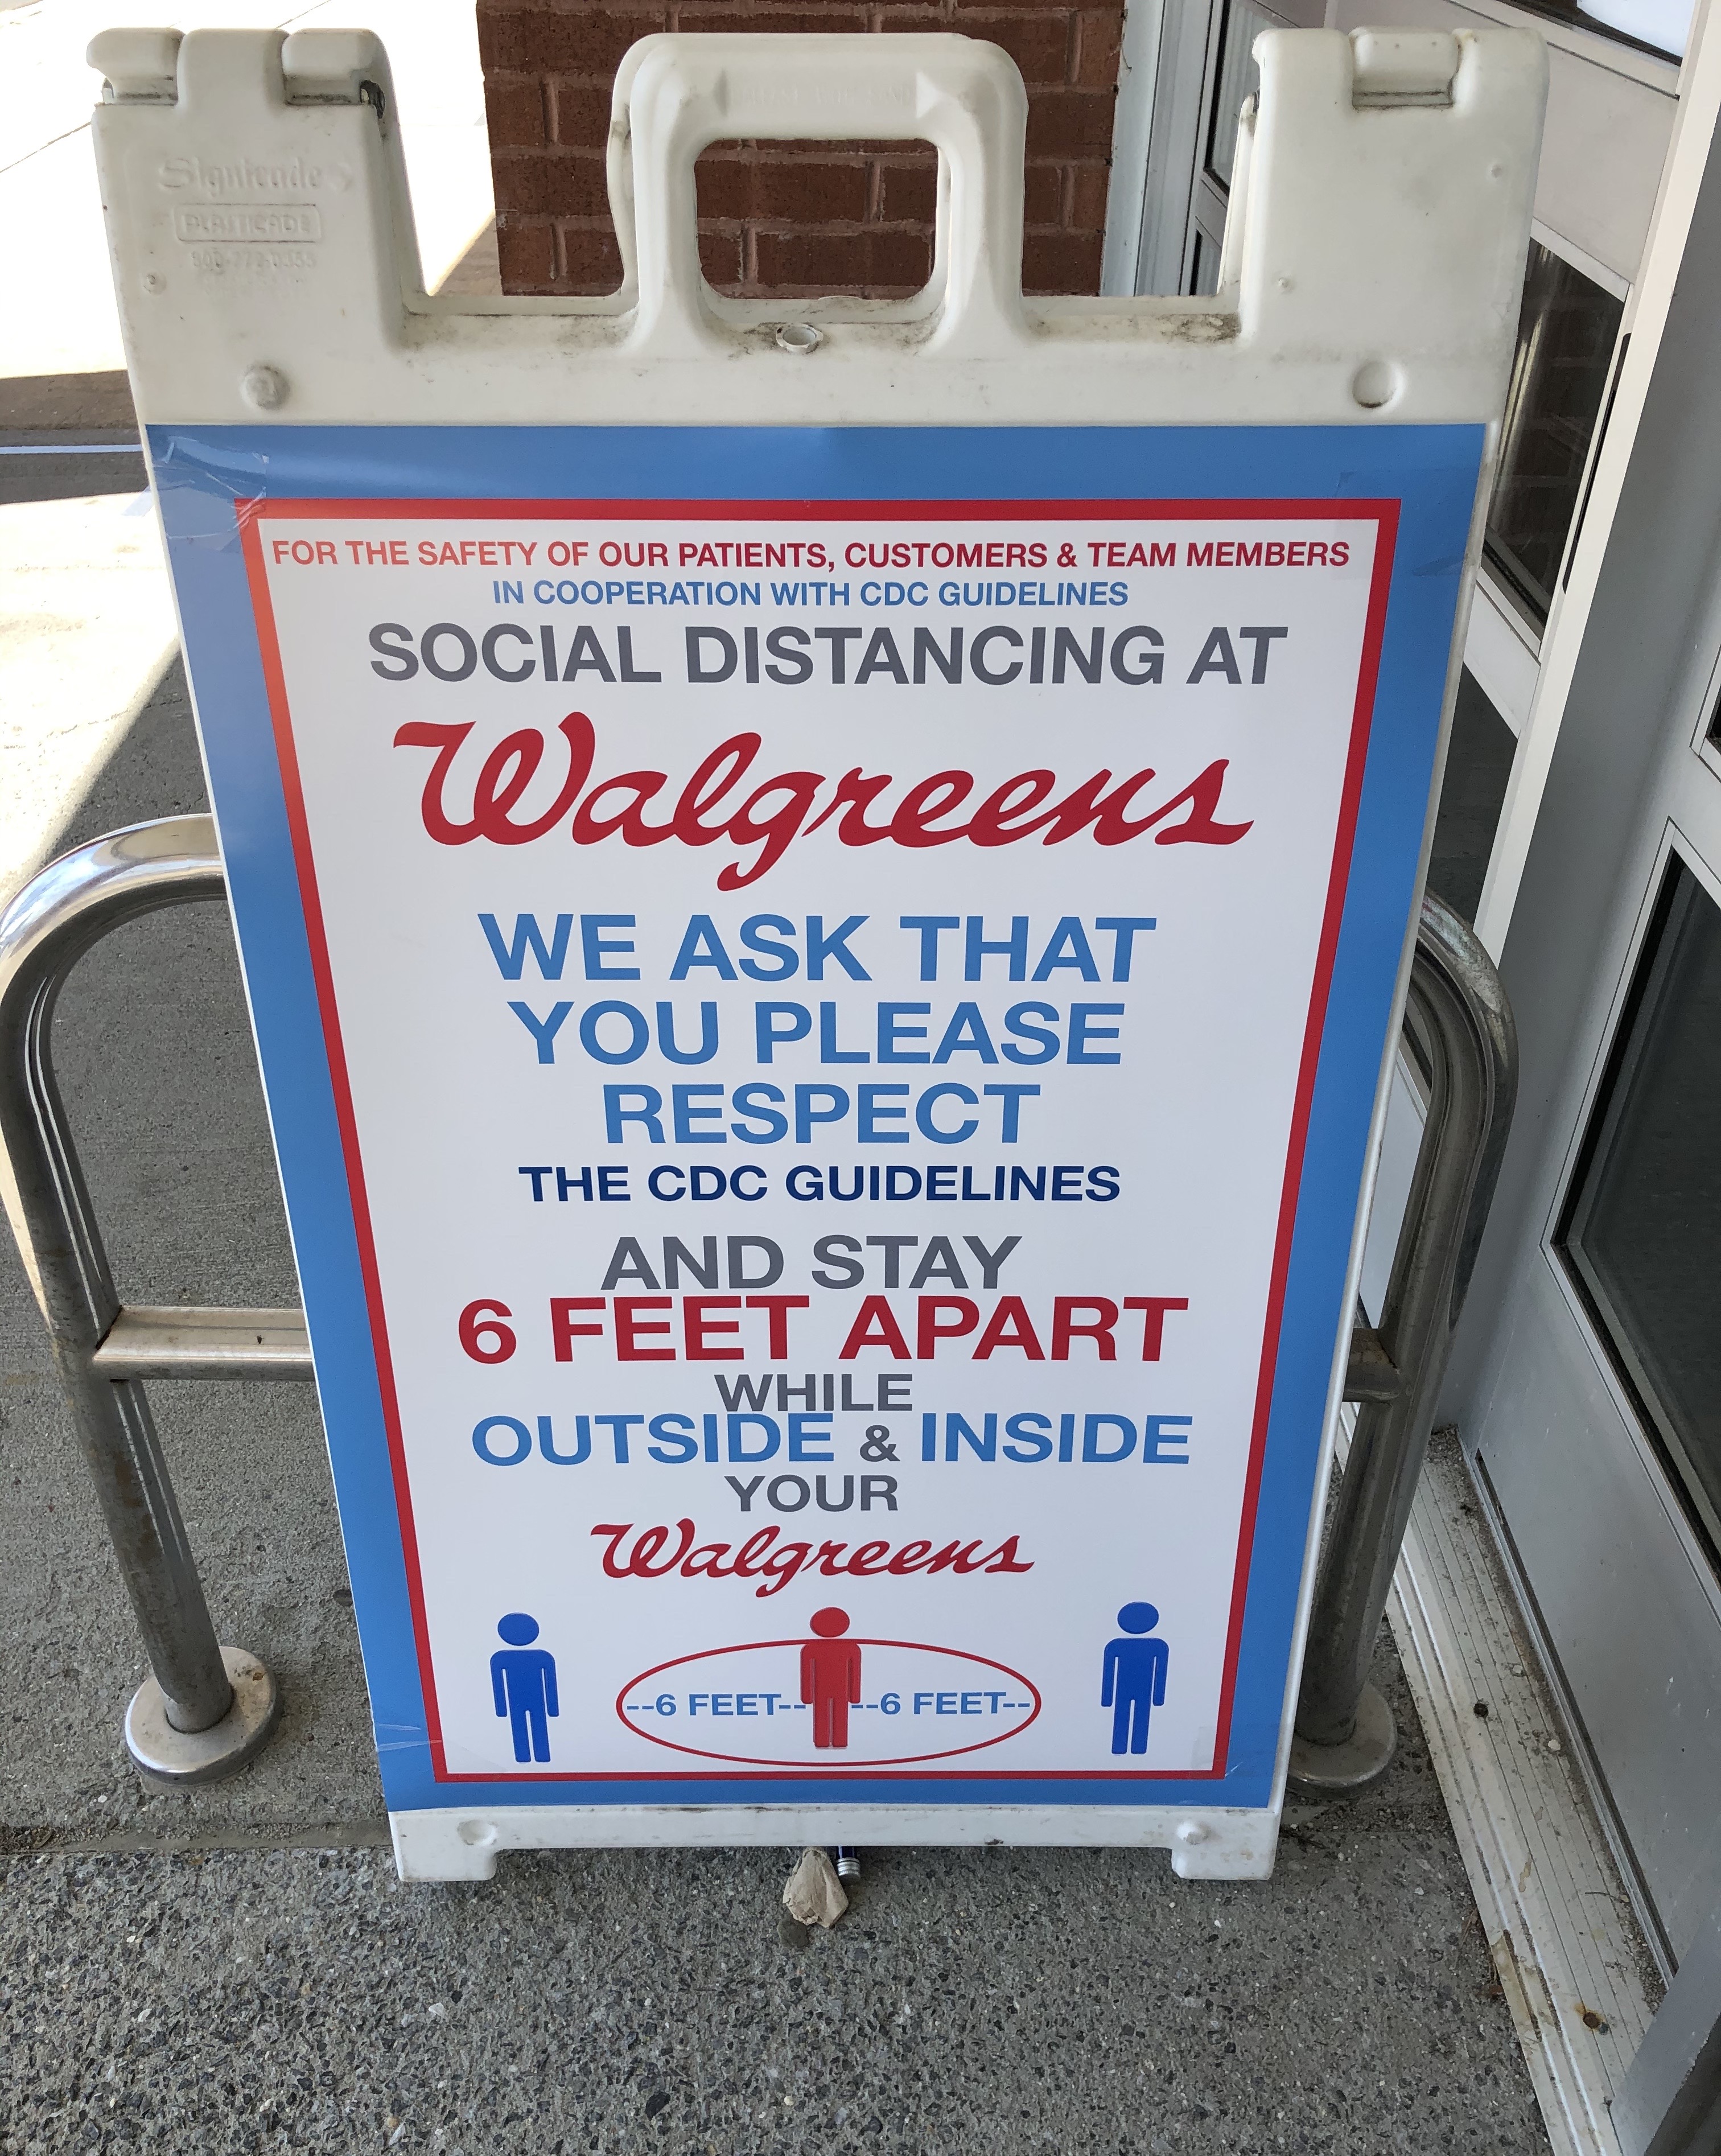 Signicade
PLASTICADE
FOR THE SAFETY OF OUR PATIENTS, CUSTOMERS & TEAM MEMBERS
IN COOPERATION WITH CDC GUIDELINES
SOCIAL DISTANCING AT
Walgreens
WE ASK THAT
YOU PLEASE
RESPECT
THE CDC GUIDELINES
AND STAY
6 FEET APART
WHILE
OUTSIDE & INSIDE
YOUR
Walgreens
--6 FEET-- --6 FEET--